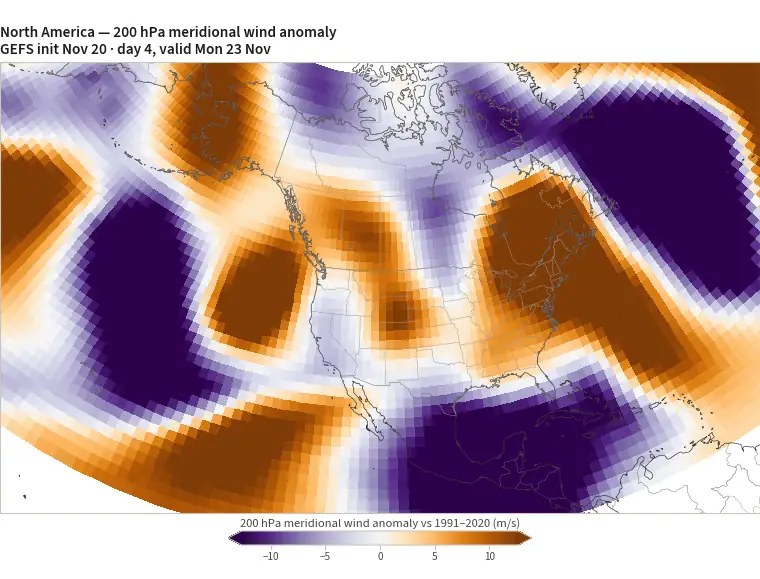 North America — 200 hPa meridional wind anomaly
GEFS init Nov 20 · day 4, valid Mon 23 Nov
200 hPa meridional wind anomaly vs 1991–2020 (m/s)
−10 −5 0 5 10